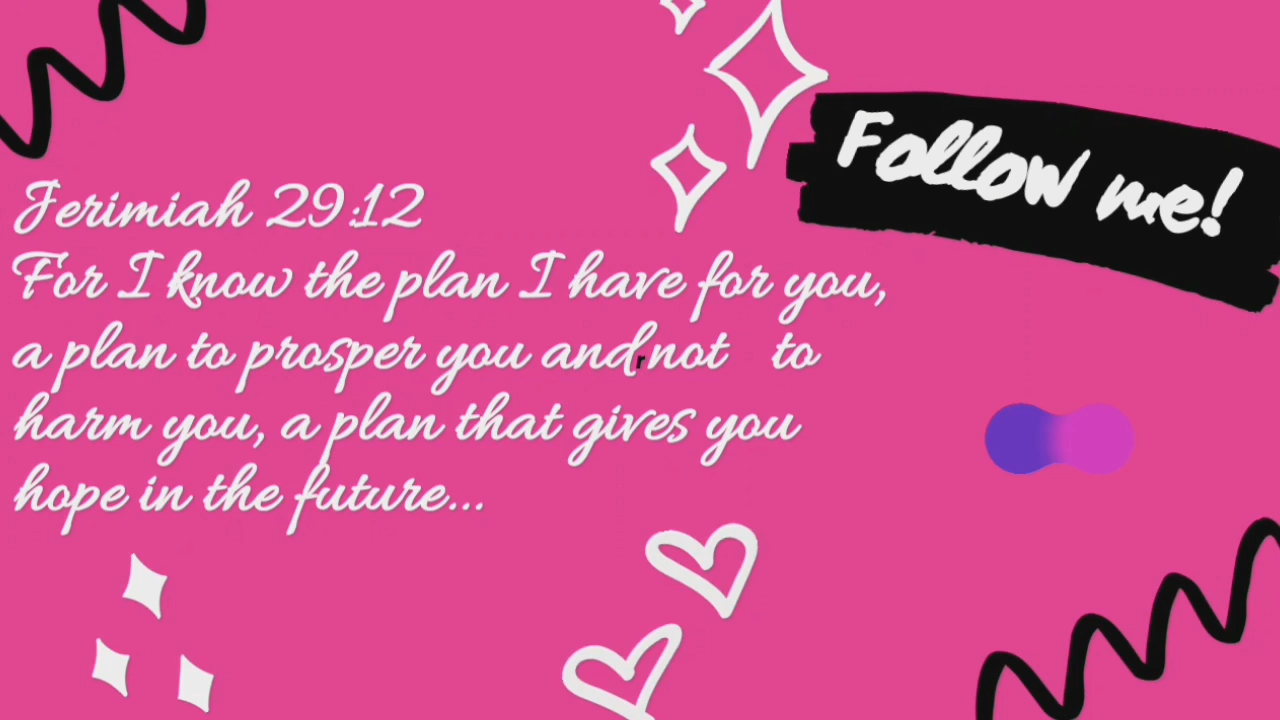 Follow me!
Jerimiah 29:12
For I know the plan I have for you,
a plan to prosper you and r not to
harm you, a plan that gives you
hope in the future...